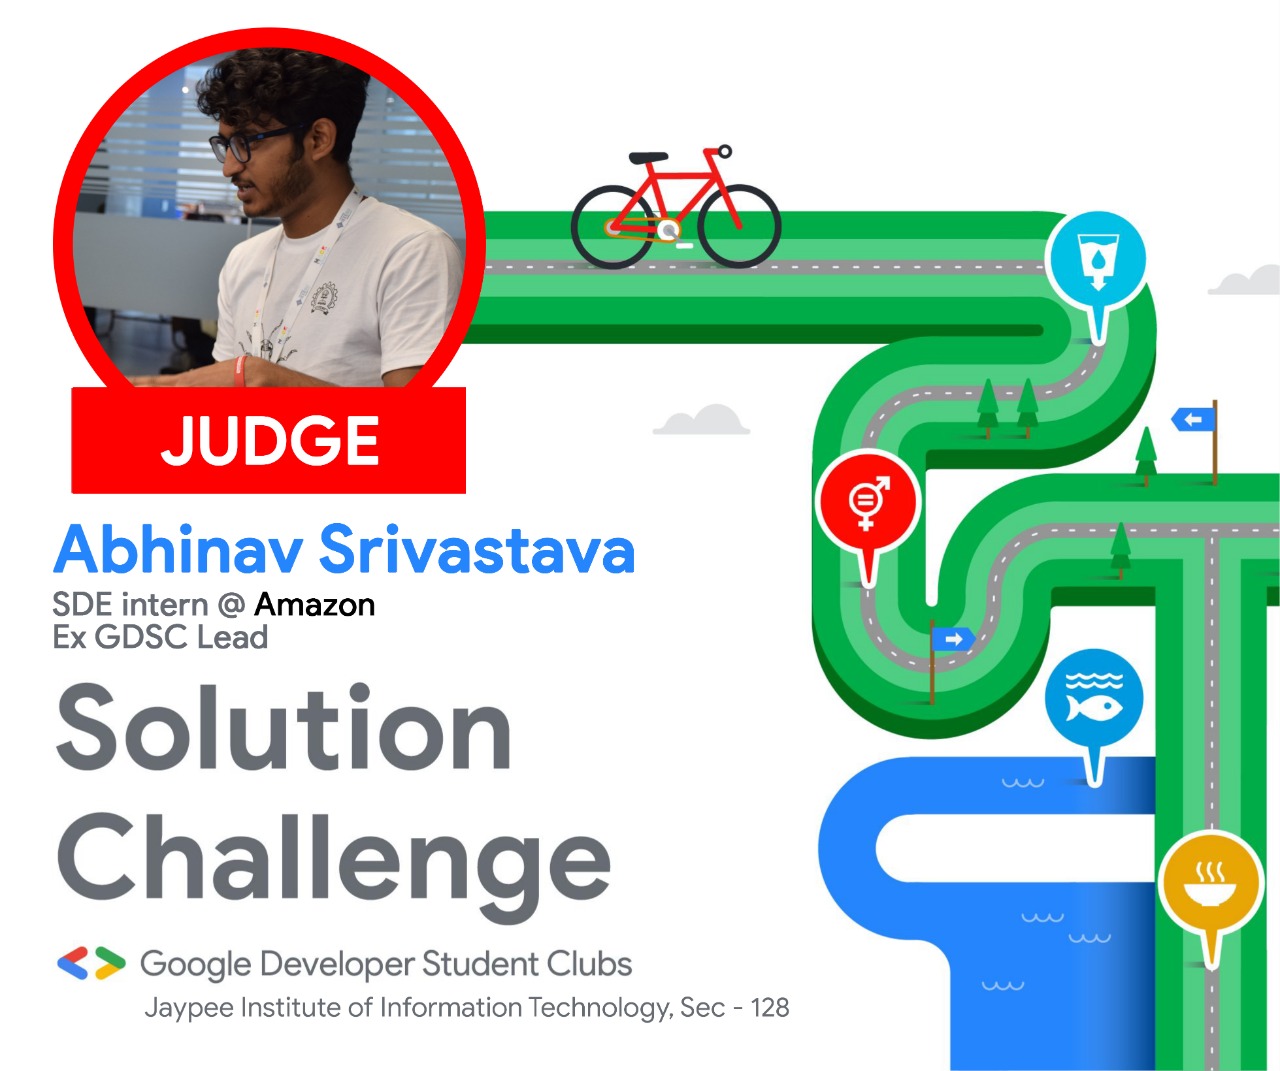 JUDGE
Abhinav Srivastava
SDE intern @ Amazon
Ex GDSC Lead
Solution
Challenge
Google Developer Student Clubs
Jaypee Institute of Information Technology, Sec - 128